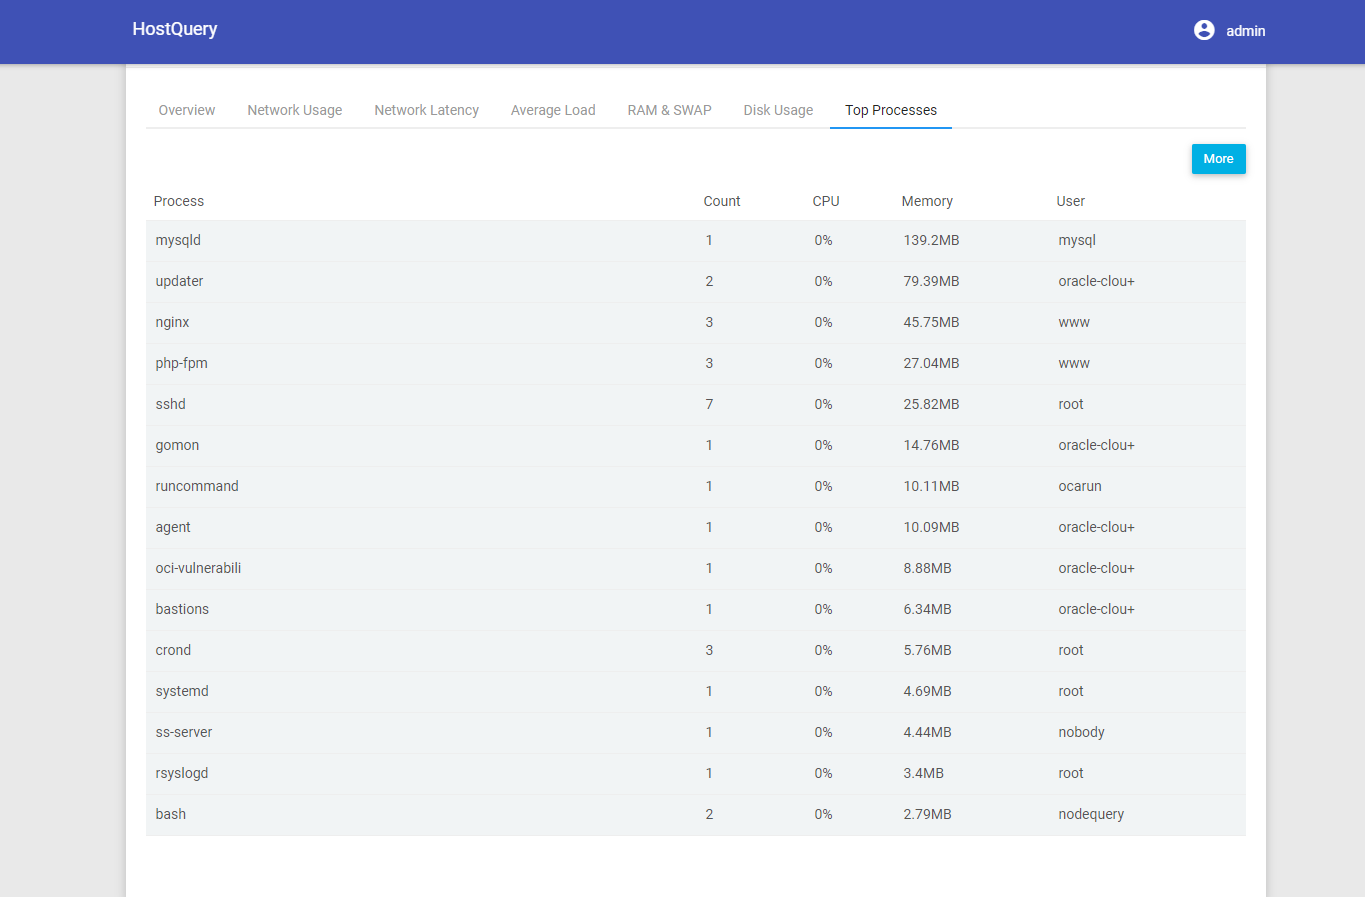 HostQuery admin
Overview Network Usage Network Latency Average Load RAM & SWAP Disk Usage Top Processes
More
Process Count CPU Memory User
mysqld 1 0% 139.2MB mysql
updater 2 0% 79.39MB oracle-clou+
nginx 3 0% 45.75MB www
php-fpm 3 0% 27.04MB www
sshd 7 0% 25.82MB root
gomon 1 0% 14.76MB oracle-clou+
runcommand 1 0% 10.11MB ocarun
agent 1 0% 10.09MB oracle-clou+
oci-vulnerabili 1 0% 8.88MB oracle-clou+
bastions 1 0% 6.34MB oracle-clou+
crond 3 0% 5.76MB root
systemd 1 0% 4.69MB root
ss-server 1 0% 4.44MB nobody
rsyslogd 1 0% 3.4MB root
bash 2 0% 2.79MB nodequery